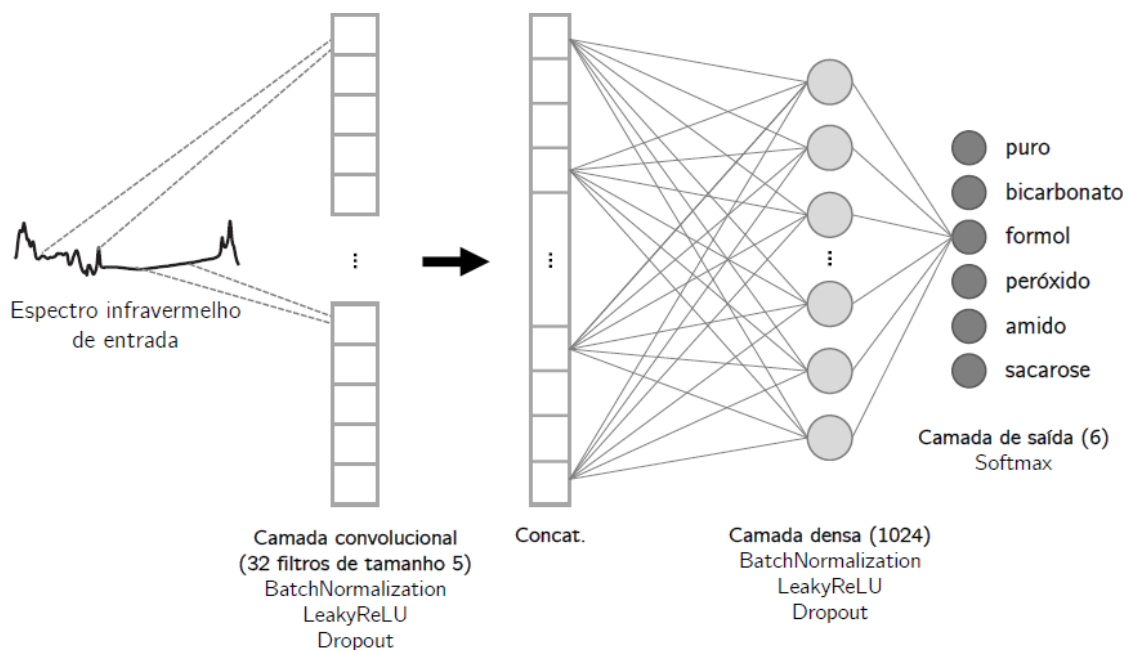 Espectro infravermelho
de entrada
...
Camada convolucional
(32 filtros de tamanho 5)
BatchNormalization
LeakyReLU
Dropout
...
Concat.
...
Camada densa (1024)
BatchNormalization
LeakyReLU
Dropout
puro
bicarbonato
formol
peróxido
amido
sacarose
Camada de saída (6)
Softmax